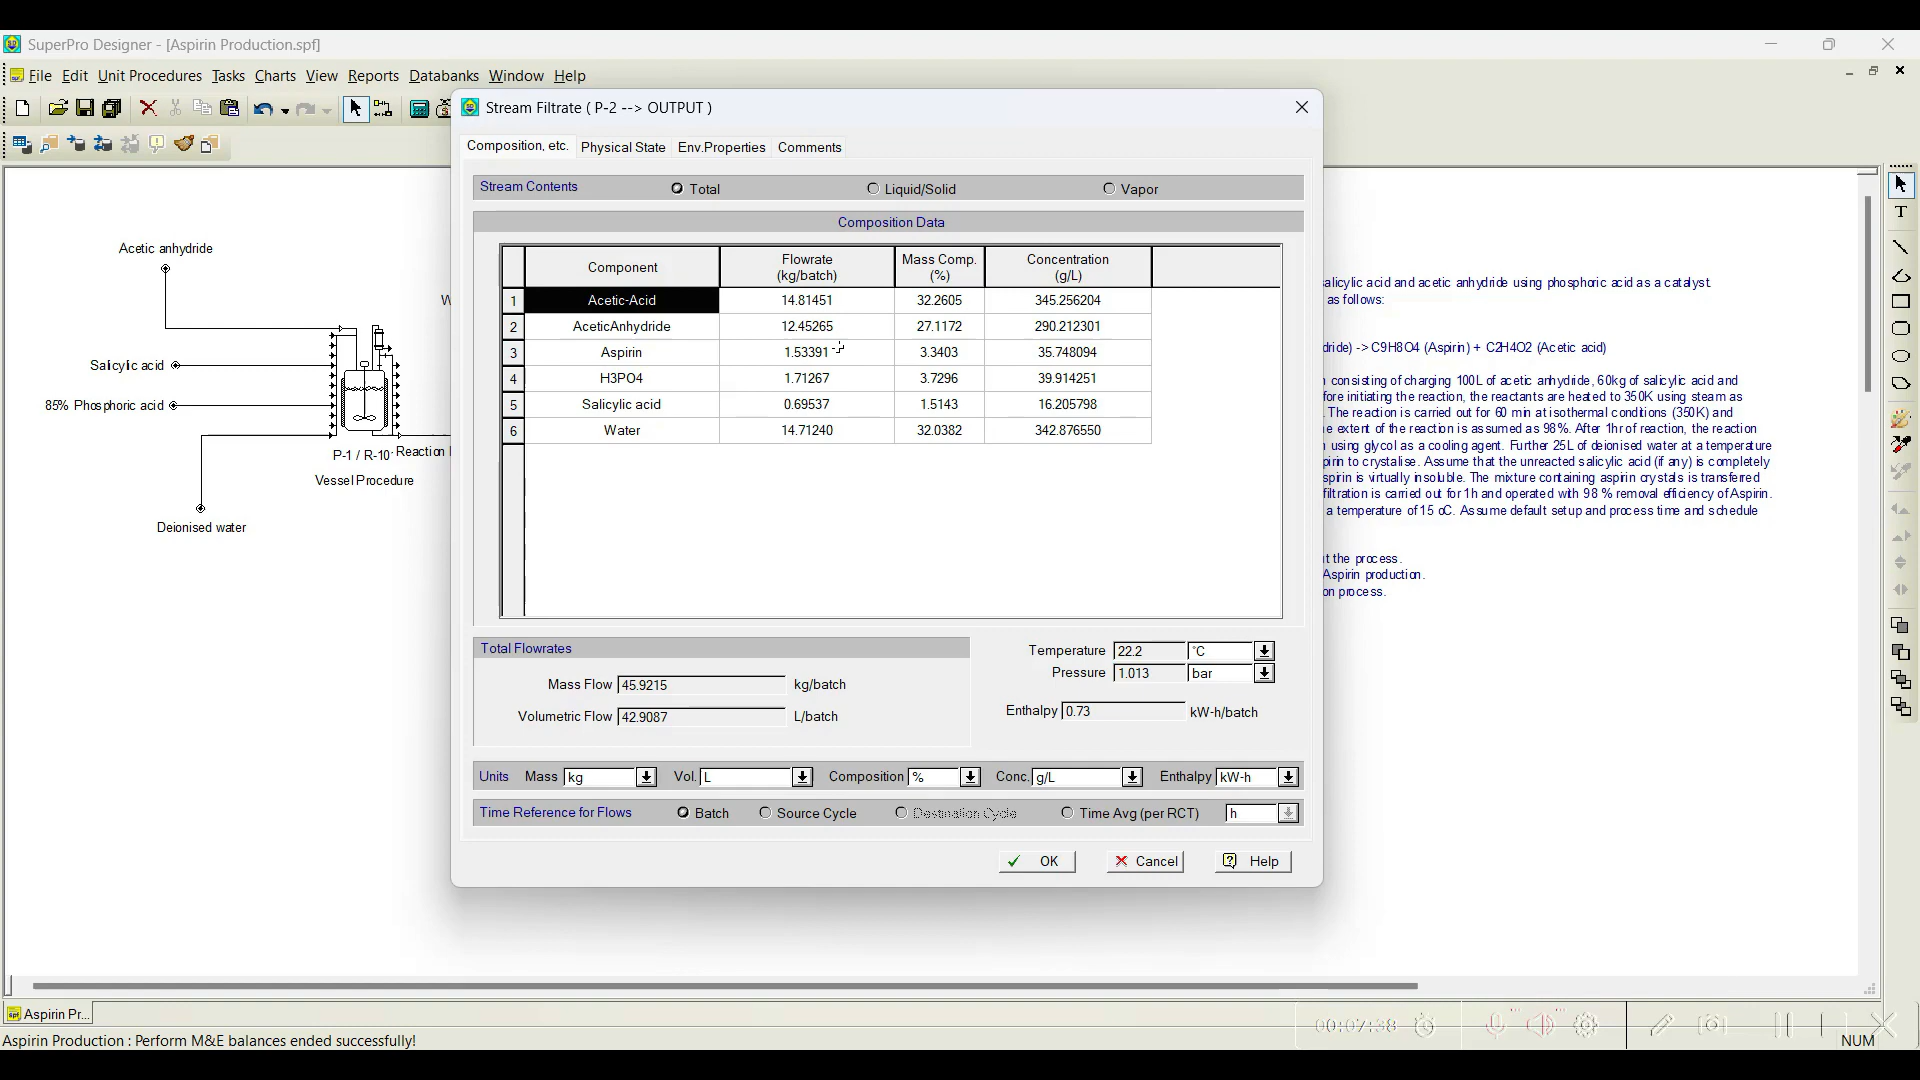 SuperPro Designer - [Aspirin Production.spf]
File Edit Unit Procedures Tasks Charts View Reports Databanks Window Help
Stream Filtrate ( P-2 --> OUTPUT )
Composition, etc. Physical State Env.Properties Comments
Stream Contents Total Liquid/Solid Vapor
Composition Data
Component Flowrate (kg/batch) Mass Comp. (%) Concentration (g/L)
1 Acetic-Acid 14.81451 32.2605 345.256204
2 AceticAnhydride 12.45265 27.1172 290.212301
3 Aspirin 1.53391 3.3403 35.748094
4 H3PO4 1.71267 3.7296 39.914251
5 Salicylic acid 0.69537 1.5143 16.205798
6 Water 14.71240 32.0382 342.876550
Total Flowrates
Mass Flow 45.9215 kg/batch
Volumetric Flow 42.9087 L/batch
Temperature 22.2 °C
Pressure 1.013 bar
Enthalpy 0.73 kW-h/batch
Units Mass kg Vol. L Composition % Conc. g/L Enthalpy kW-h
Time Reference for Flows Batch Source Cycle Destination Cycle Time Avg (per RCT) h
OK Cancel Help
Acetic anhydride
W
Salicylic acid
85% Phosphoric acid
P-1 / R-10 Reaction
Vessel Procedure
Deionised water
salicylic acid and acetic anhydride using phosphoric acid as a catalyst.
as follows:
dride) -> C9H8O4 (Aspirin) + C2H4O2 (Acetic acid)
consisting of charging 100L of acetic anhydride, 60kg of salicylic acid and
fore initiating the reaction, the reactants are heated to 350K using steam as
. The reaction is carried out for 60 min at isothermal conditions (350K) and
e extent of the reaction is assumed as 98%. After 1hr of reaction, the reaction
using glycol as a cooling agent. Further 25L of deionised water at a temperature
pirin to crystalise. Assume that the unreacted salicylic acid (if any) is completely
spirin is virtually insoluble. The mixture containing aspirin crystals is transferred
filtration is carried out for 1h and operated with 98 % removal efficiency of Aspirin.
a temperature of 15 oC. Assume default setup and process time and schedule
t the process.
Aspirin production.
on process.
Aspirin Pr...
00:07:38
Aspirin Production : Perform M&E balances ended successfully!
NUM